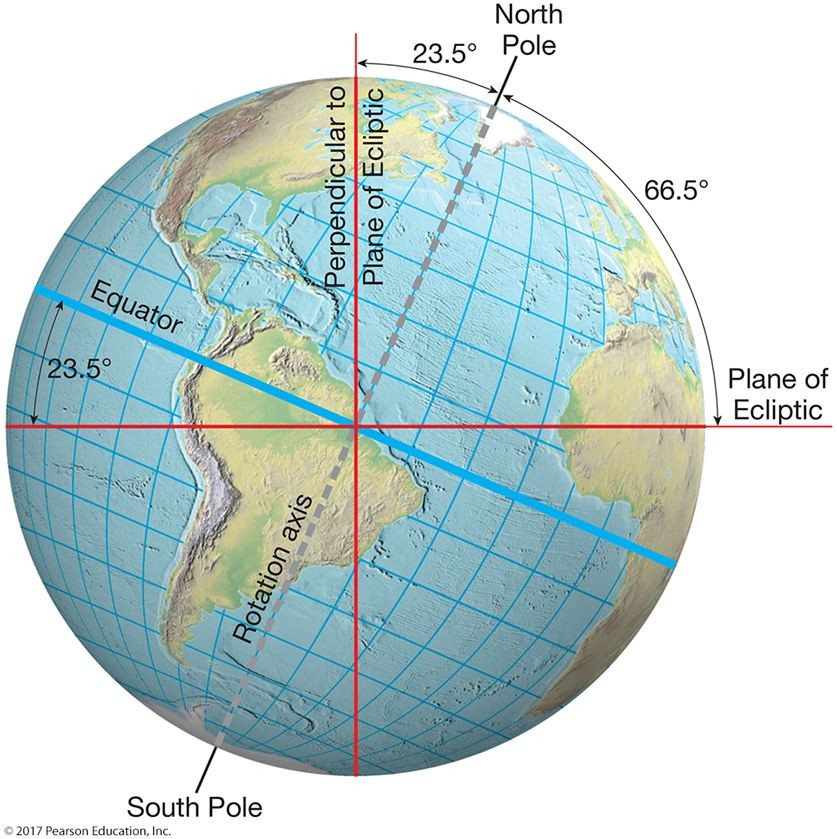 North
Pole
23.5°
66.5°
Perpendicular to
Plane of Ecliptic
Equator
23.5°
Plane of
Ecliptic
Rotation axis
South Pole
© 2017 Pearson Education, Inc.